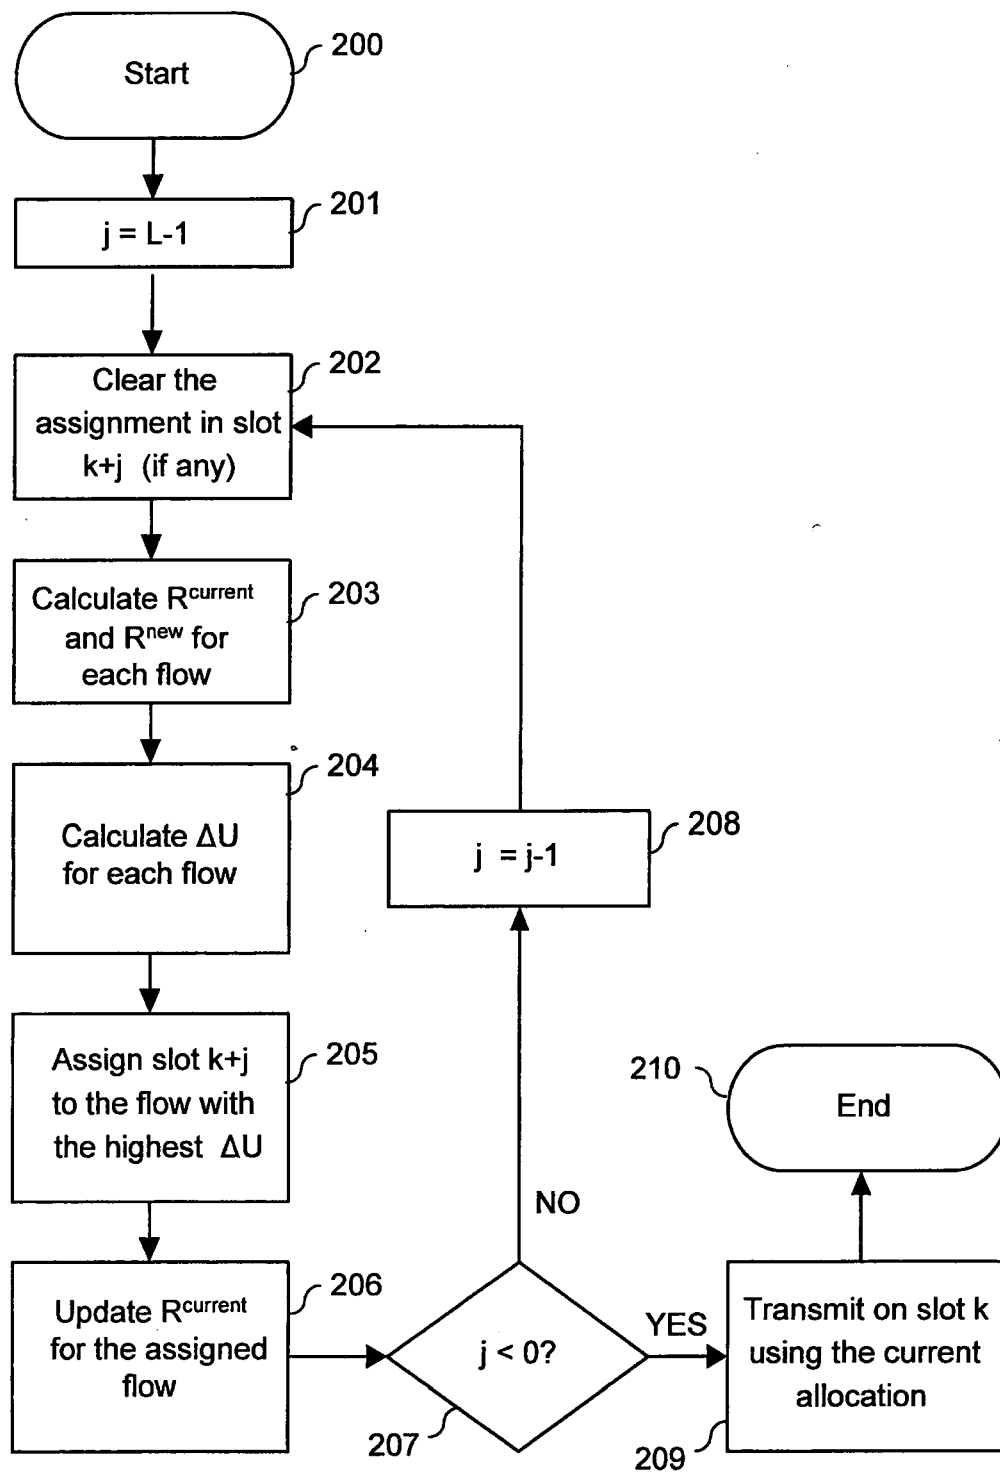 Start
200
j = L-1
201
Clear the
assignment in slot
k+j (if any)
202
Calculate R^current
and R^new for
each flow
203
Calculate ΔU
for each flow
204
j = j-1
208
Assign slot k+j
to the flow with
the highest ΔU
205
210
End
NO
Update R^current
for the assigned
flow
206
j < 0?
207
YES
Transmit on slot k
using the current
allocation
209